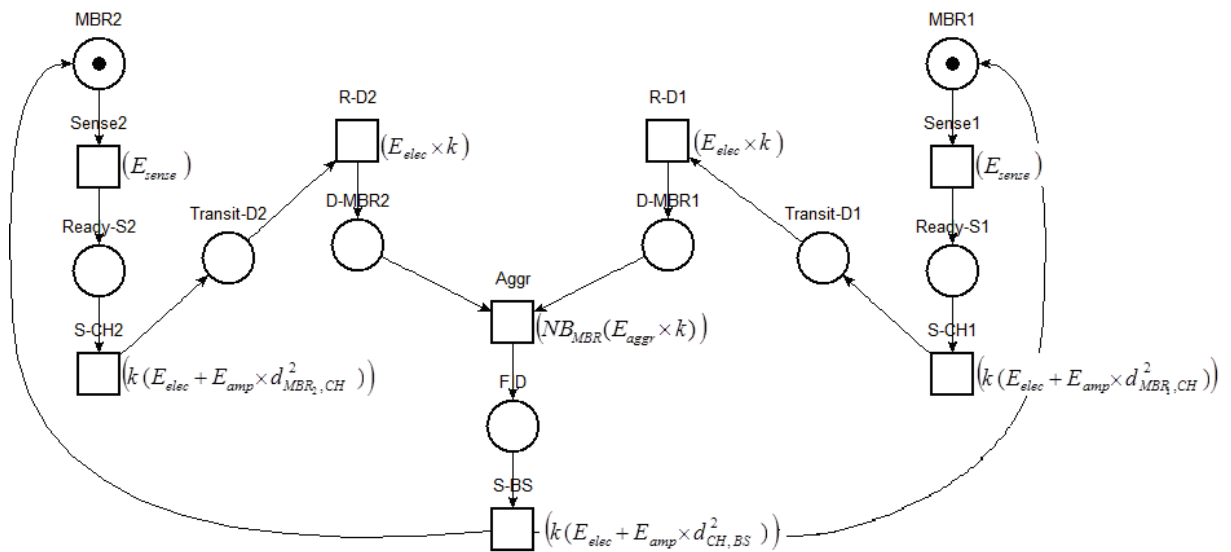 MBR2
MBR1
R-D2
R-D1
Sense2
Sense1
(E_elec × k)
(E_elec × k)
(E_sense)
(E_sense)
D-MBR2
D-MBR1
Ready-S2
Transit-D2
Transit-D1
Ready-S1
Aggr
S-CH2
S-CH1
(NB_MBR(E_aggr × k))
(k(E_elec + E_amp × d²_MBR₂,CH))
F D
(k(E_elec + E_amp × d²_MBR₁,CH))
S-BS
(k(E_elec + E_amp × d²_CH,BS))